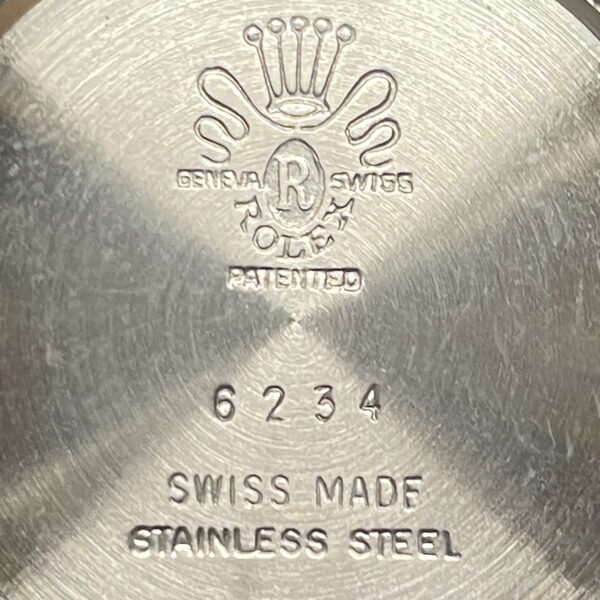 GENEVA R SWISS
ROLEX
PATENTED
6234
SWISS MADE
STAINLESS STEEL